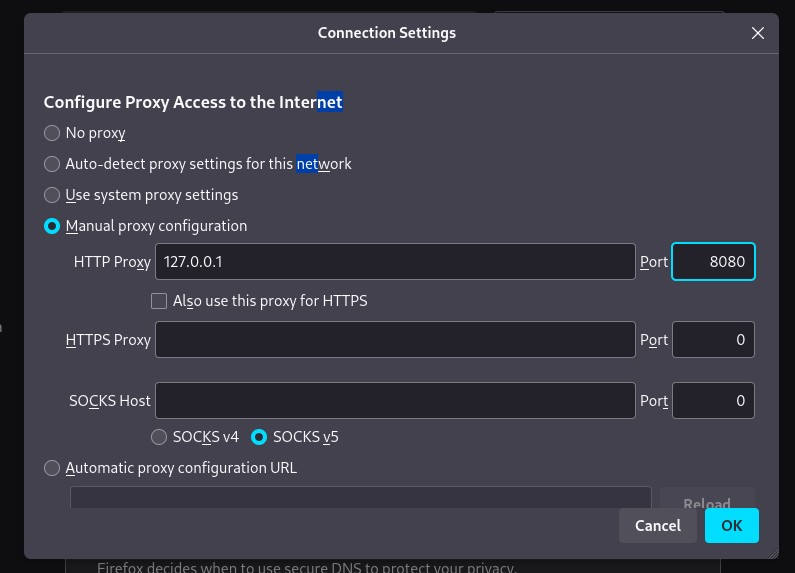 Connection Settings
Configure Proxy Access to the Internet
No proxy
Auto-detect proxy settings for this network
Use system proxy settings
Manual proxy configuration
HTTP Proxy 127.0.0.1 Port 8080
Also use this proxy for HTTPS
HTTPS Proxy Port 0
SOCKS Host Port 0
SOCKS v4 SOCKS v5
Automatic proxy configuration URL
Reload
Cancel OK
Firefox decides when to use secure DNS to protect your privacy.